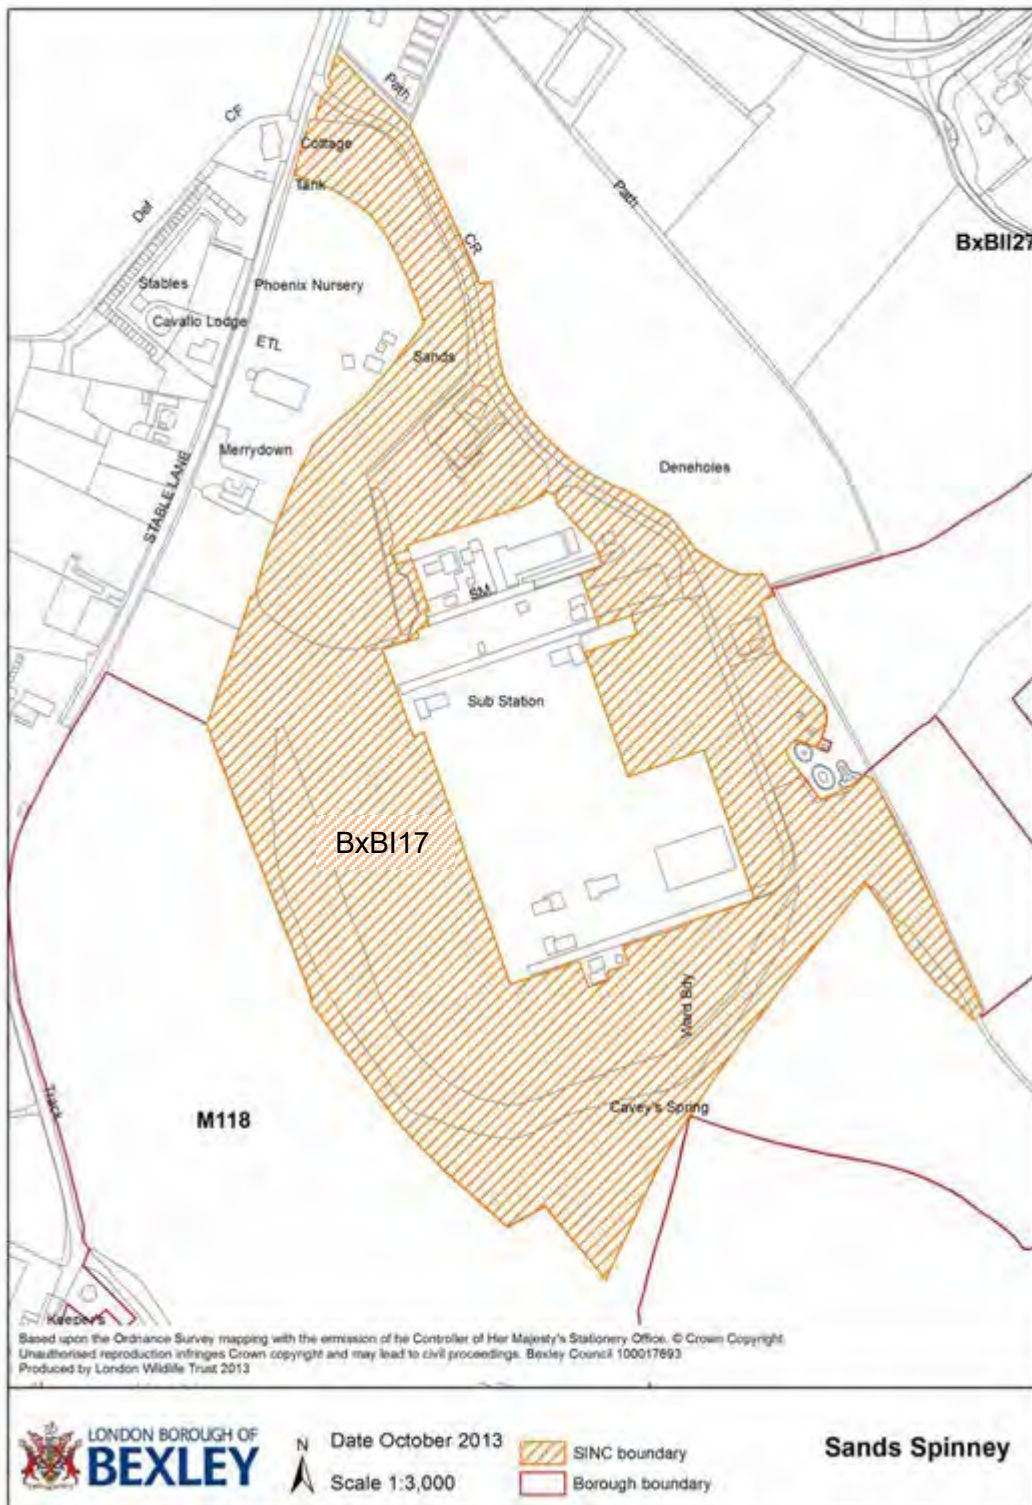 Path
CF
Cottage
Tank
Path
Def
CR
BxBII27
Stables
Phoenix Nursery
Cavallo Lodge
ETL
Sands
Merrydown
Deneholes
STABLE LANE
SM
Sub Station
BxBI17
Ward Bdy
Track
Cavey's Spring
M118
Keeper's
Based upon the Ordnance Survey mapping with the ermission of he Controller of Her Majesty's Stationery Office. © Crown Copyright
Unauthorised reproduction infringes Crown copyright and may lead to civil proceedings. Bexley Council 100017693
Produced by London Wildlife Trust 2013
LONDON BOROUGH OF
BEXLEY
N
Date October 2013
Scale 1:3,000
SINC boundary
Borough boundary
Sands Spinney